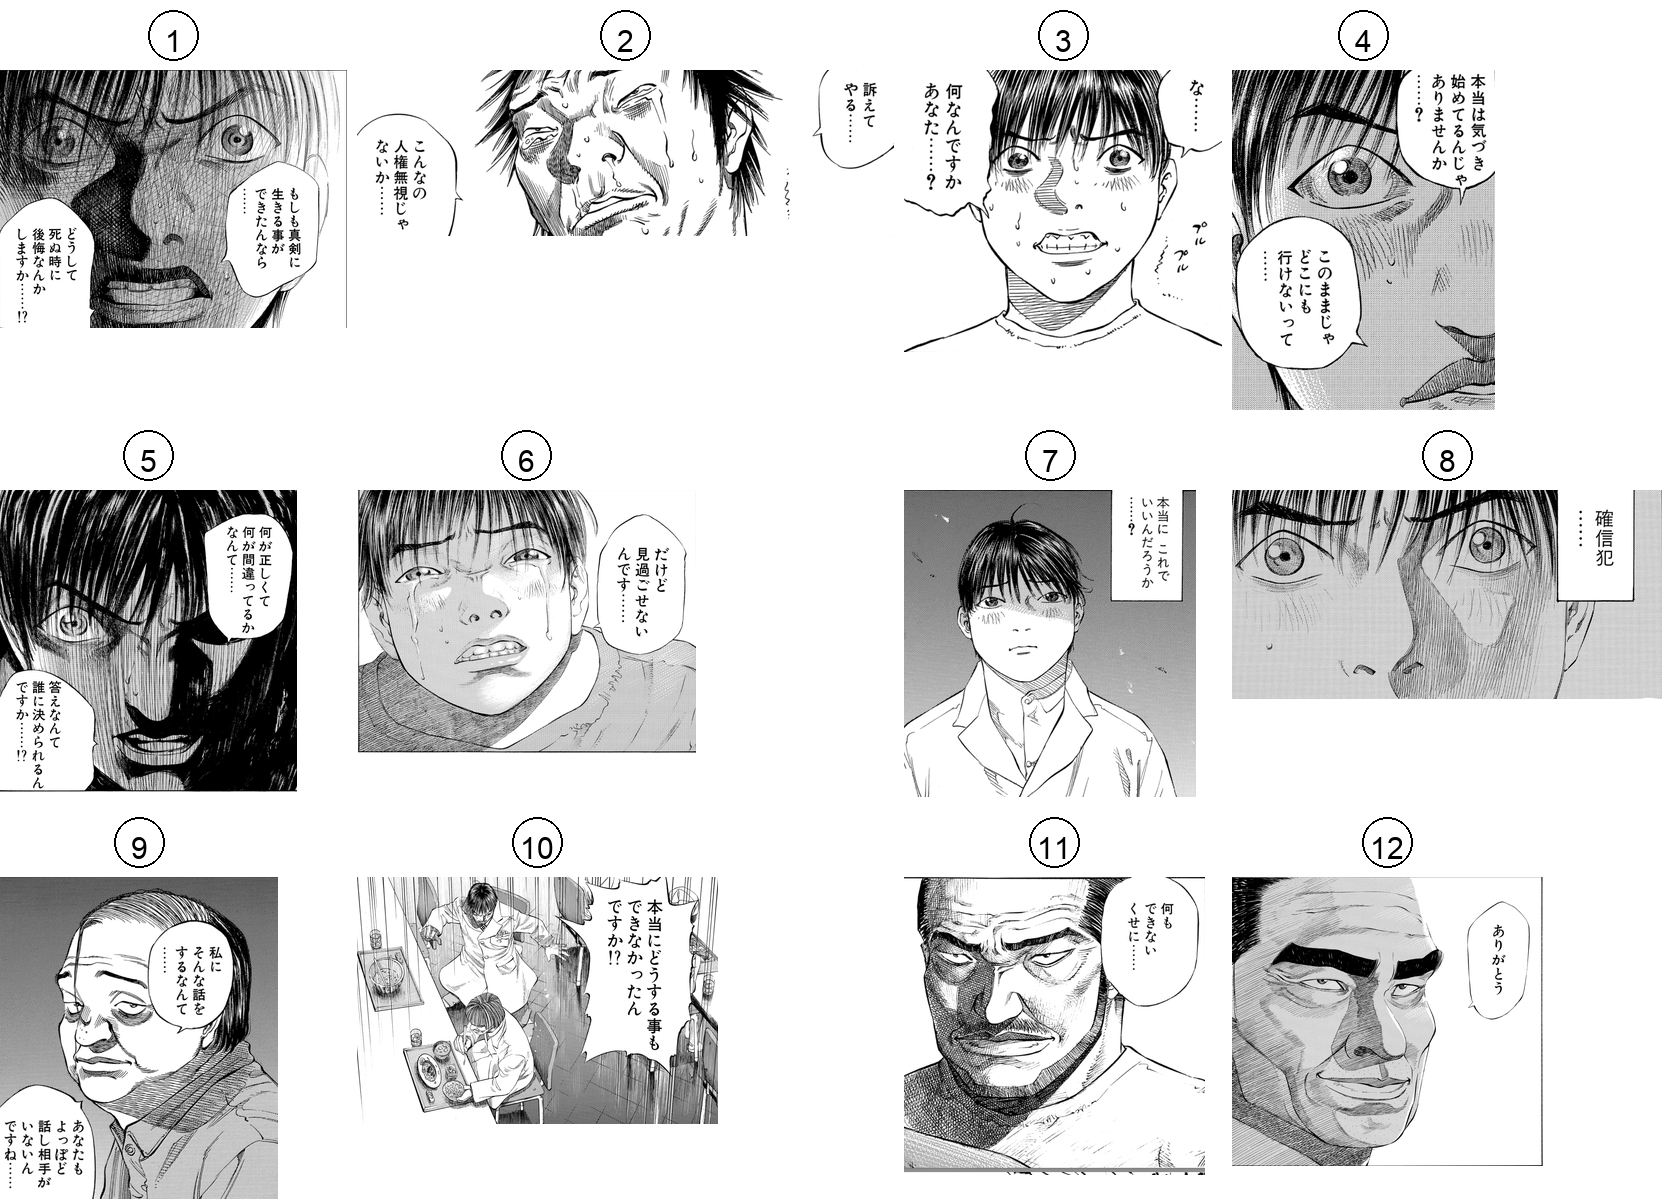 1
もしも真剣に
生きる事が
できたんなら
……
どうして
死ぬ時に
後悔なんか
しますか……!?
2
訴えて
やる……
こんなの
人権無視じゃ
ないか……
3
な……
何なんですか
あなた……?
プル
プル
4
本当は気づき
始めてるんじゃ
ありませんか
……?
このままじゃ
どこにも
行けないって
……
5
何が正しくて
何が間違ってるか
なんて……
答えなんて
誰に決められるん
ですか……!?
6
だけど
見過ごせない
んです……
7
本当に これで
いいんだろうか
……?
8
確信犯
……
9
私に
そんな話を
するなんて
……
あなたも
よっぽど
話し相手が
いないん
ですね……
10
本当にどうする事も
できなかったん
ですか!?
11
何も
できない
くせに……
12
ありがとう